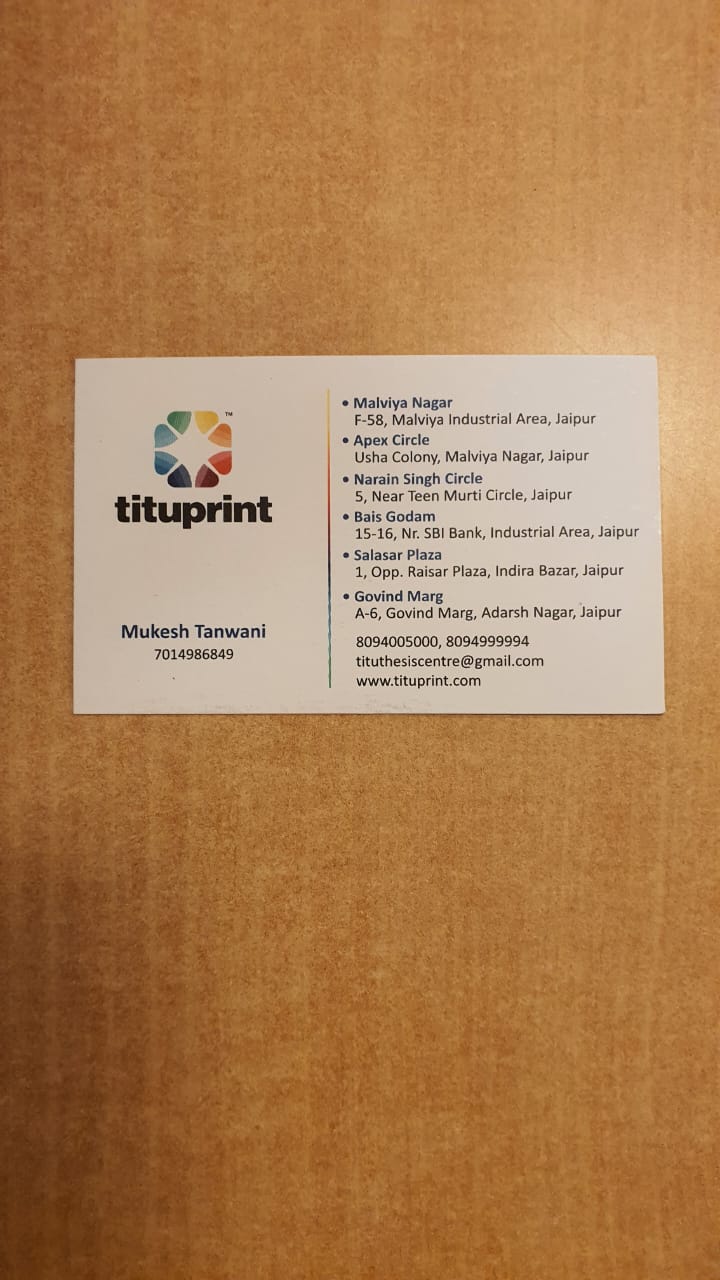 TM
tituprint
Mukesh Tanwani
7014986849
• Malviya Nagar
F-58, Malviya Industrial Area, Jaipur
• Apex Circle
Usha Colony, Malviya Nagar, Jaipur
• Narain Singh Circle
5, Near Teen Murti Circle, Jaipur
• Bais Godam
15-16, Nr. SBI Bank, Industrial Area, Jaipur
• Salasar Plaza
1, Opp. Raisar Plaza, Indira Bazar, Jaipur
• Govind Marg
A-6, Govind Marg, Adarsh Nagar, Jaipur
8094005000, 8094999994
tituthesiscentre@gmail.com
www.tituprint.com